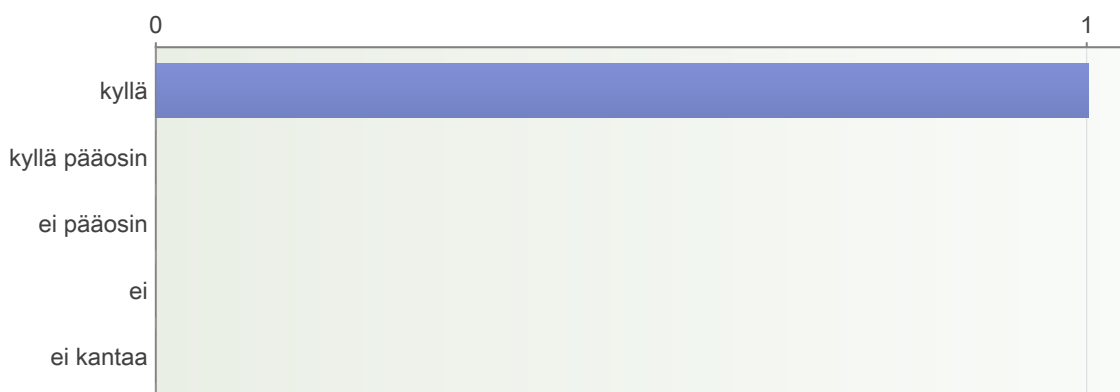 0 1
kyllä
kyllä pääosin
ei pääosin
ei
ei kantaa